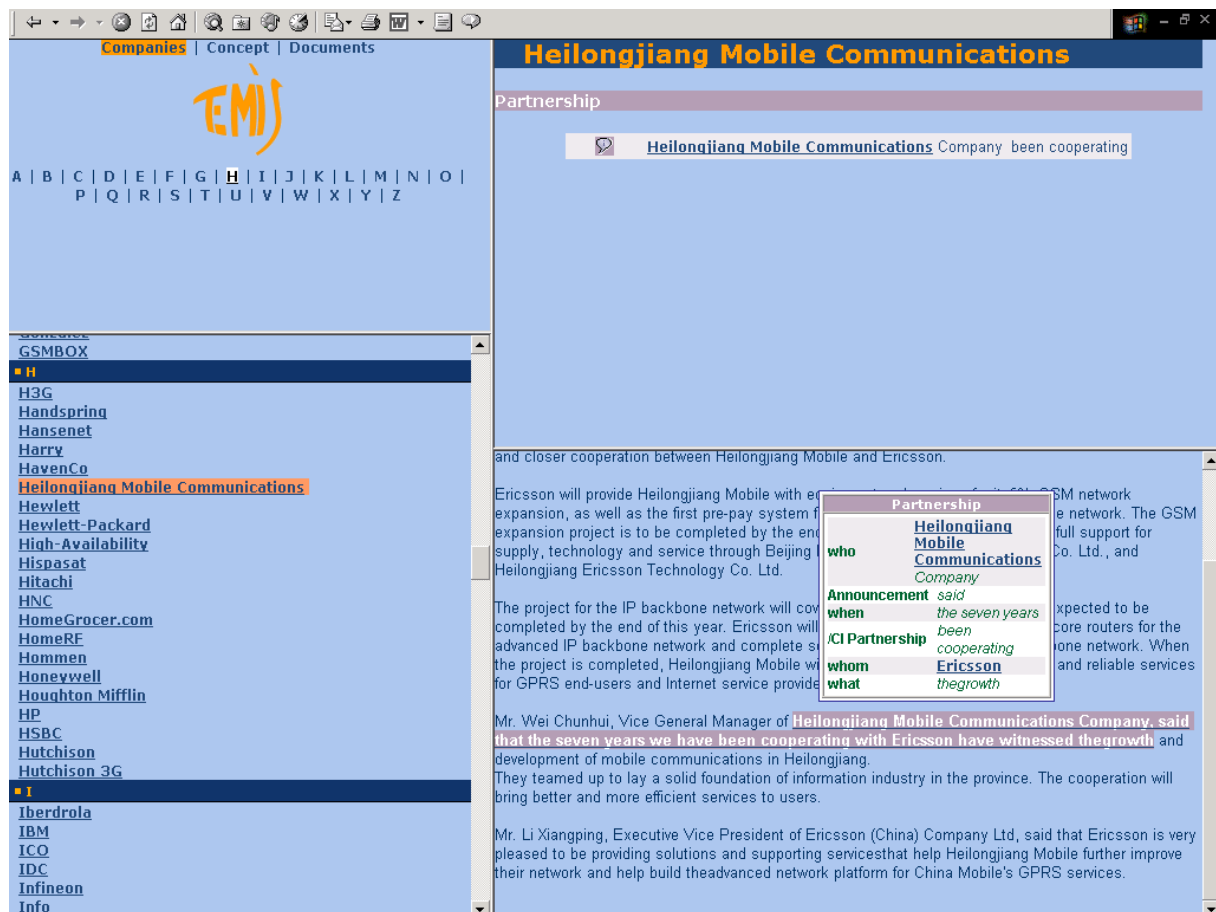 Companies | Concept | Documents
TEMIS
A | B | C | D | E | F | G | H | I | J | K | L | M | N | O |
P | Q | R | S | T | U | V | W | X | Y | Z
GSMBOX
H
H3G
Handspring
Hansenet
Harry
HavenCo
Heilongjiang Mobile Communications
Hewlett
Hewlett-Packard
High-Availability
Hispasat
Hitachi
HNC
HomeGrocer.com
HomeRF
Hommen
Honeywell
Houghton Mifflin
HP
HSBC
Hutchison
Hutchison 3G
I
Iberdrola
IBM
ICO
IDC
Infineon
Info
Heilongjiang Mobile Communications
Partnership
Heilongjiang Mobile Communications Company been cooperating
and closer cooperation between Heilongjiang Mobile and Ericsson.
Ericsson will provide Heilongjiang Mobile with GSM network
expansion, as well as the first pre-pay system network. The GSM
expansion project is to be completed by the full support for
supply, technology and service through Beijing Co. Ltd., and
Heilongjiang Ericsson Technology Co. Ltd.
The project for the IP backbone network will expected to be
completed by the end of this year. Ericsson will core routers for the
advanced IP backbone network and complete network. When
the project is completed, Heilongjiang Mobile and reliable services
for GPRS end-users and Internet service
Partnership
who Heilongjiang
Mobile
Communications
Company
Announcement said
when the seven years
/CI Partnership been
cooperating
whom Ericsson
what thegrowth
Mr. Wei Chunhui, Vice General Manager of Heilongjiang Mobile Communications Company, said
that the seven years we have been cooperating with Ericsson have witnessed thegrowth and
development of mobile communications in Heilongjiang.
They teamed up to lay a solid foundation of information industry in the province. The cooperation will
bring better and more efficient services to users.
Mr. Li Xiangping, Executive Vice President of Ericsson (China) Company Ltd, said that Ericsson is very
pleased to be providing solutions and supporting servicesthat help Heilongjiang Mobile further improve
their network and help build theadvanced network platform for China Mobile's GPRS services.